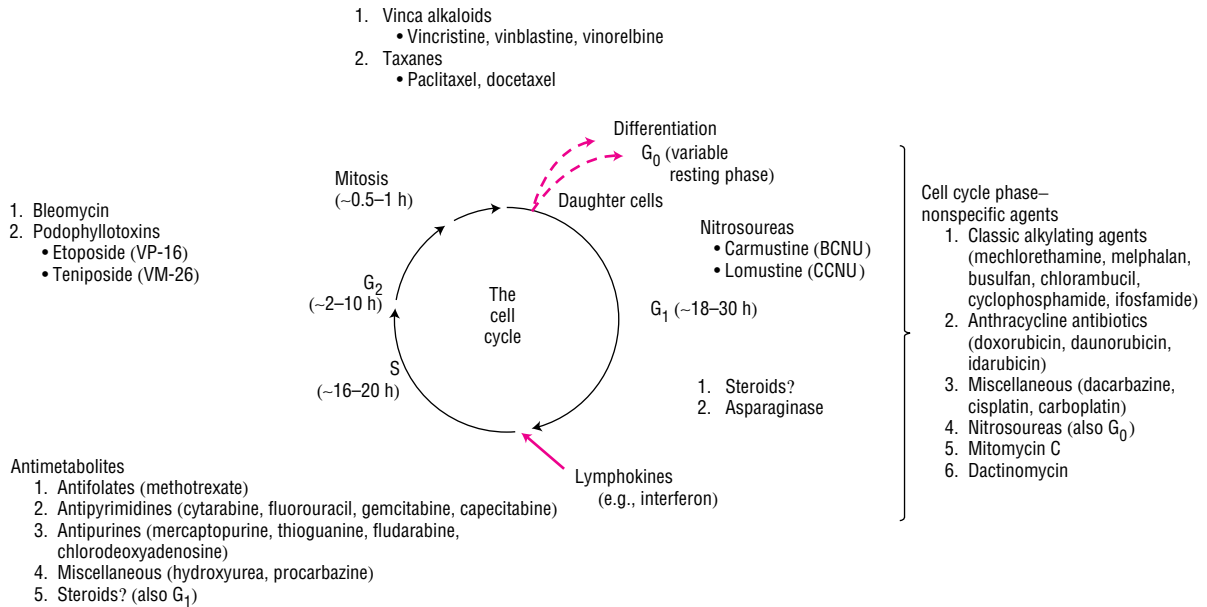 1. Vinca alkaloids
• Vincristine, vinblastine, vinorelbine
2. Taxanes
• Paclitaxel, docetaxel
Differentiation
G0 (variable
resting phase)
Daughter cells
Mitosis
(~0.5–1 h)
1. Bleomycin
2. Podophyllotoxins
• Etoposide (VP-16)
• Teniposide (VM-26)
G2
(~2–10 h)
The
cell
cycle
Nitrosoureas
• Carmustine (BCNU)
• Lomustine (CCNU)
G1 (~18–30 h)
S
(~16–20 h)
1. Steroids?
2. Asparaginase
Lymphokines
(e.g., interferon)
Cell cycle phase–
nonspecific agents
1. Classic alkylating agents
(mechlorethamine, melphalan,
busulfan, chlorambucil,
cyclophosphamide, ifosfamide)
2. Anthracycline antibiotics
(doxorubicin, daunorubicin,
idarubicin)
3. Miscellaneous (dacarbazine,
cisplatin, carboplatin)
4. Nitrosoureas (also G0)
5. Mitomycin C
6. Dactinomycin
Antimetabolites
1. Antifolates (methotrexate)
2. Antipyrimidines (cytarabine, fluorouracil, gemcitabine, capecitabine)
3. Antipurines (mercaptopurine, thioguanine, fludarabine,
chlorodeoxyadenosine)
4. Miscellaneous (hydroxyurea, procarbazine)
5. Steroids? (also G1)